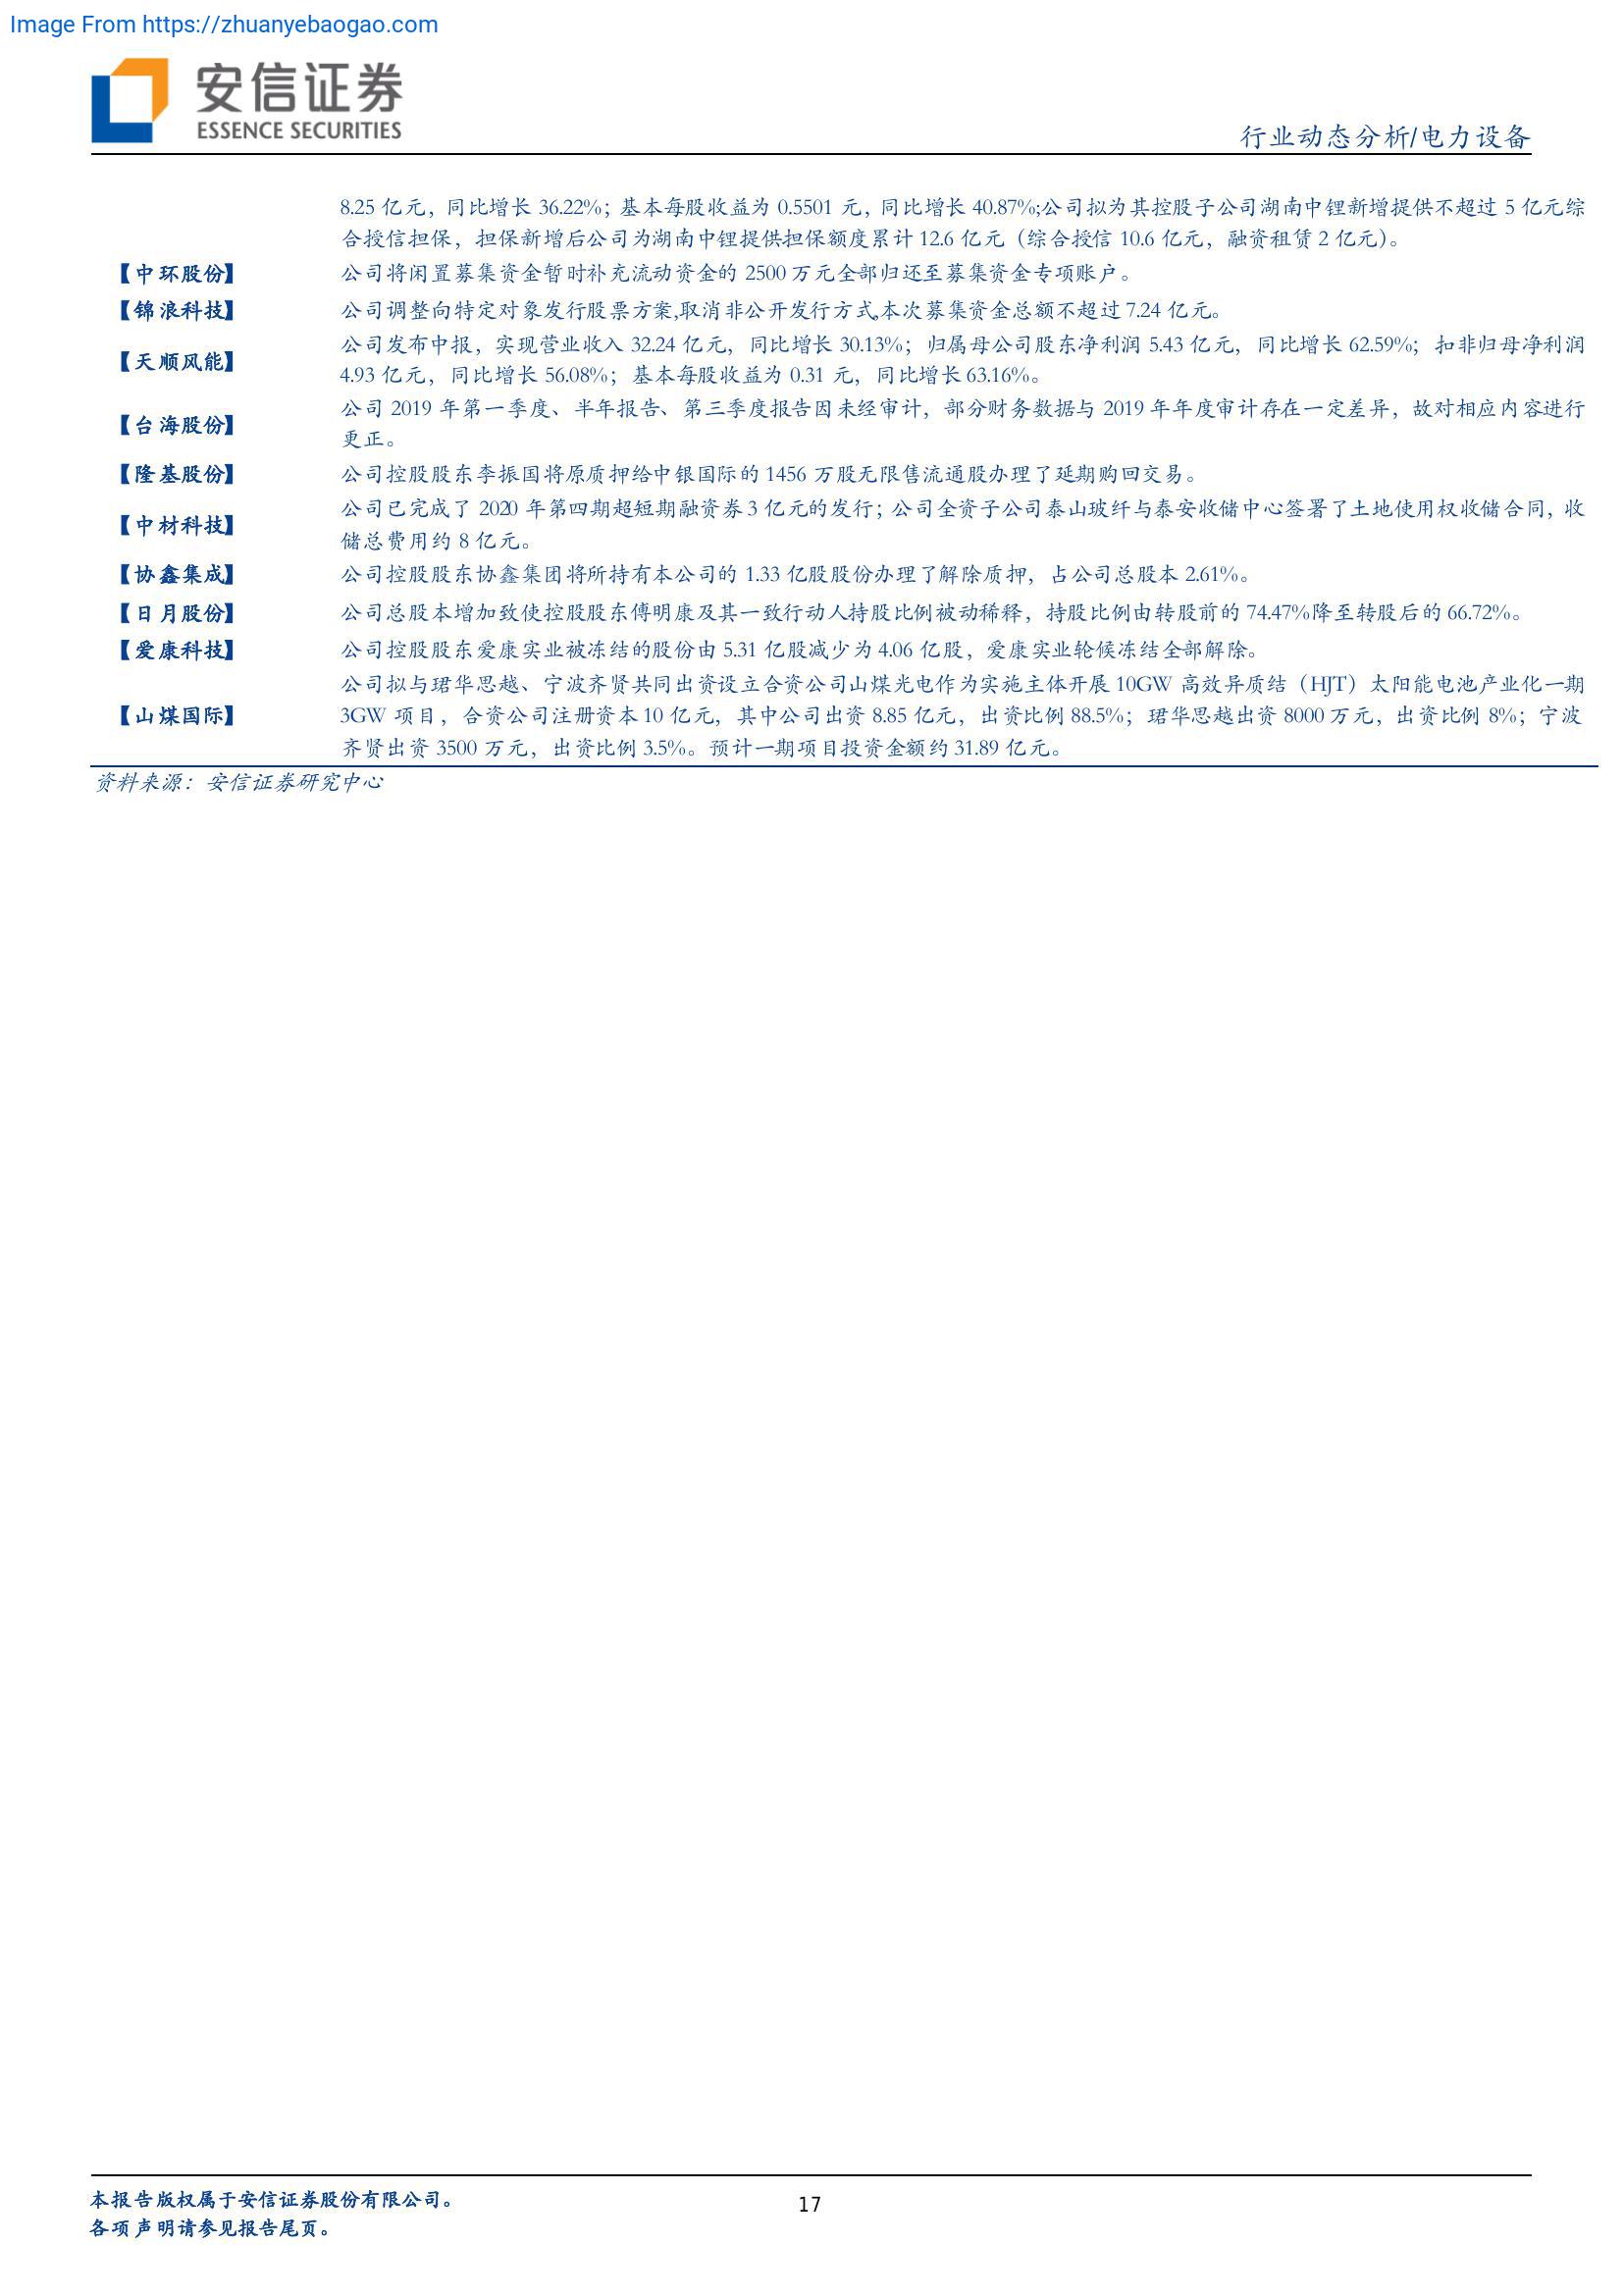 Image From https://zhuanyebaogao.com
安信证券
ESSENCE SECURITIES
行业动态分析/电力设备
8.25 亿元，同比增长 36.22%；基本每股收益为 0.5501 元，同比增长 40.87%;公司拟为其控股子公司湖南中锂新增提供不超过 5 亿元综
合授信担保，担保新增后公司为湖南中锂提供担保额度累计 12.6 亿元（综合授信 10.6 亿元，融资租赁 2 亿元）。
【中环股份】 公司将闲置募集资金暂时补充流动资金的 2500 万元全部归还至募集资金专项账户。
【锦浪科技】 公司调整向特定对象发行股票方案,取消非公开发行方式,本次募集资金总额不超过 7.24 亿元。
公司发布中报，实现营业收入 32.24 亿元，同比增长 30.13%；归属母公司股东净利润 5.43 亿元，同比增长 62.59%；扣非归母净利润
【天顺风能】
4.93 亿元，同比增长 56.08%；基本每股收益为 0.31 元，同比增长 63.16%。
公司 2019 年第一季度、半年报告、第三季度报告因未经审计，部分财务数据与 2019 年年度审计存在一定差异，故对相应内容进行
【台海股份】
更正。
【隆基股份】 公司控股股东李振国将原质押给中银国际的 1456 万股无限售流通股办理了延期购回交易。
公司已完成了 2020 年第四期超短期融资券 3 亿元的发行；公司全资子公司泰山玻纤与泰安收储中心签署了土地使用权收储合同，收
【中材科技】
储总费用约 8 亿元。
【协鑫集成】 公司控股股东协鑫集团将所持有本公司的 1.33 亿股股份办理了解除质押，占公司总股本 2.61%。
【日月股份】 公司总股本增加致使控股股东傅明康及其一致行动人持股比例被动稀释，持股比例由转股前的 74.47%降至转股后的 66.72%。
【爱康科技】 公司控股股东爱康实业被冻结的股份由 5.31 亿股减少为 4.06 亿股，爱康实业轮候冻结全部解除。
公司拟与珺华思越、宁波齐贤共同出资设立合资公司山煤光电作为实施主体开展 10GW 高效异质结（HJT）太阳能电池产业化一期
【山煤国际】 3GW 项目，合资公司注册资本 10 亿元，其中公司出资 8.85 亿元，出资比例 88.5%；珺华思越出资 8000 万元，出资比例 8%；宁波
齐贤出资 3500 万元，出资比例 3.5%。预计一期项目投资金额约 31.89 亿元。
资料来源：安信证券研究中心
本报告版权属于安信证券股份有限公司。
17
各项声明请参见报告尾页。